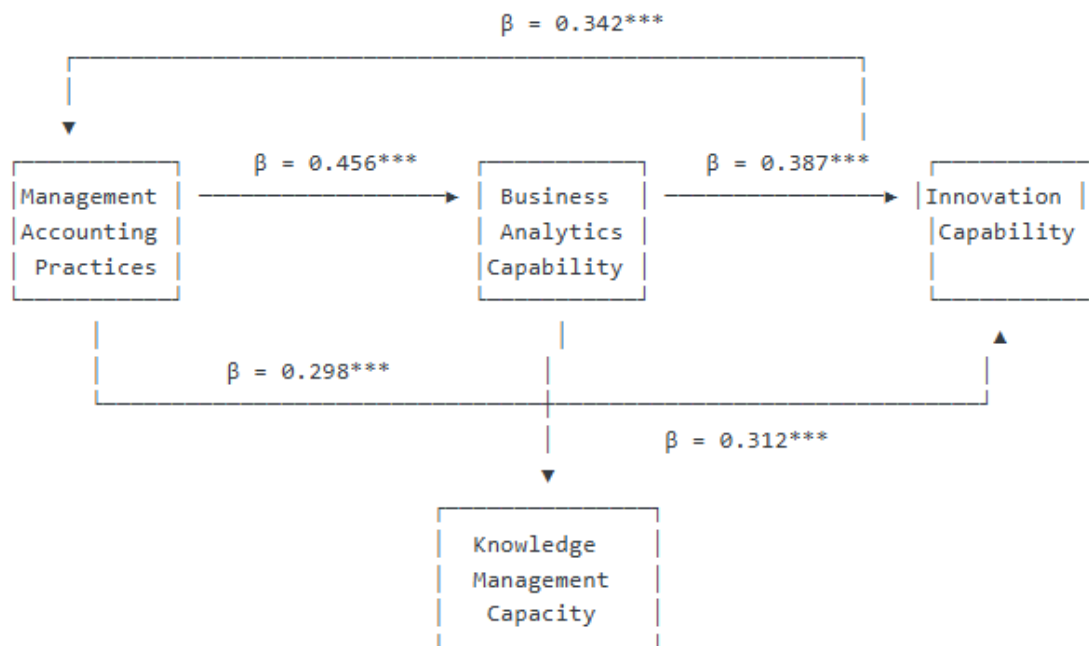 β = 0.342***
β = 0.456***
β = 0.387***
Management
Accounting
Practices
Business
Analytics
Capability
Innovation
Capability
β = 0.298***
β = 0.312***
Knowledge
Management
Capacity